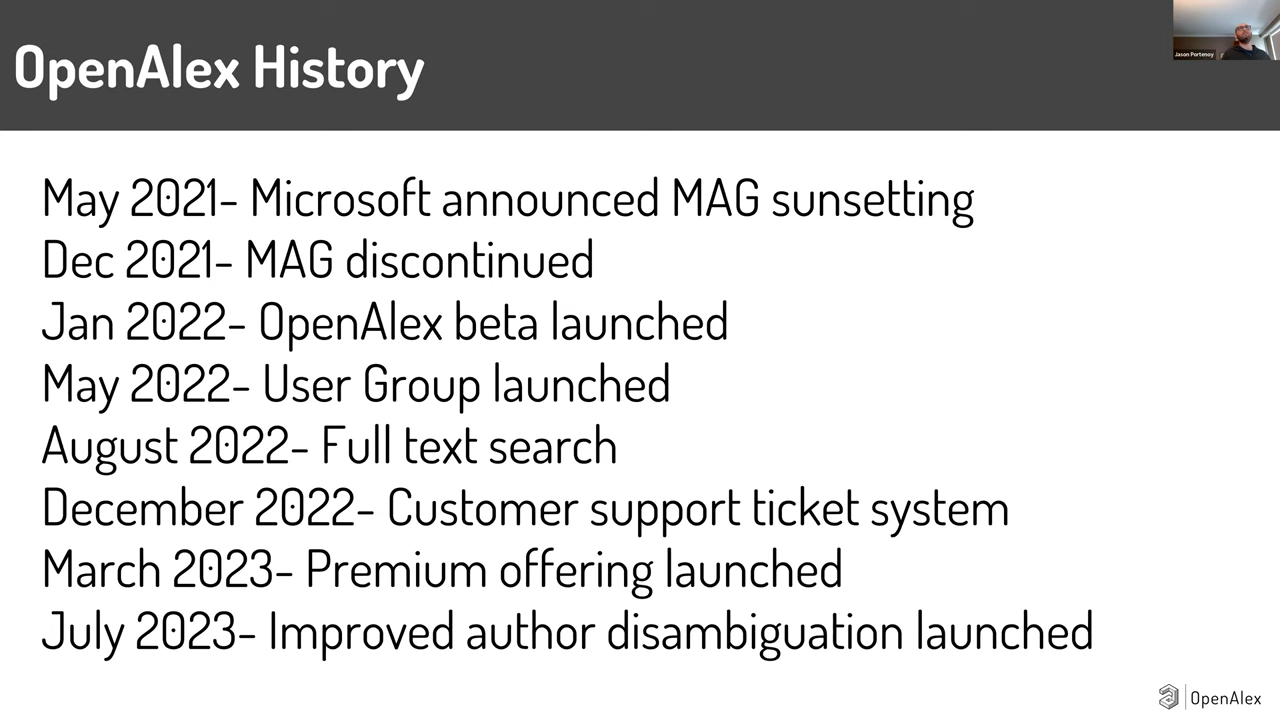 OpenAlex History
Jason Portenoy
May 2021- Microsoft announced MAG sunsetting
Dec 2021- MAG discontinued
Jan 2022- OpenAlex beta launched
May 2022- User Group launched
August 2022- Full text search
December 2022- Customer support ticket system
March 2023- Premium offering launched
July 2023- Improved author disambiguation launched
OpenAlex